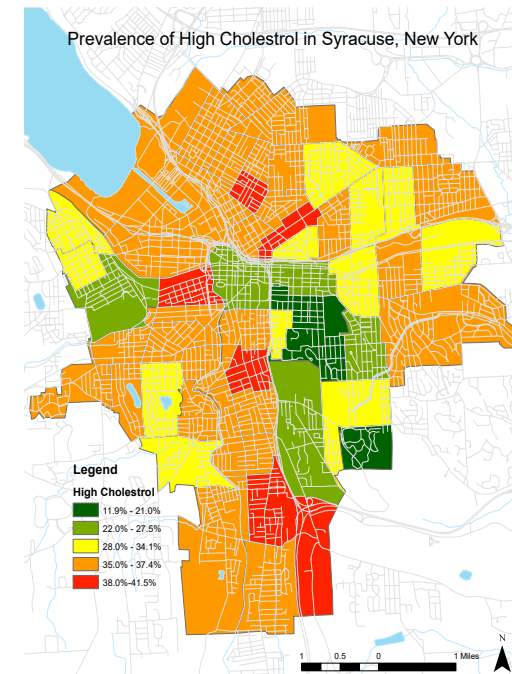 Prevalence of High Cholestrol in Syracuse, New York
Legend
High Cholestrol
11.9% - 21.0%
22.0% - 27.5%
28.0% - 34.1%
35.0% - 37.4%
38.0%-41.5%
N
1 0.5 0 1 Miles